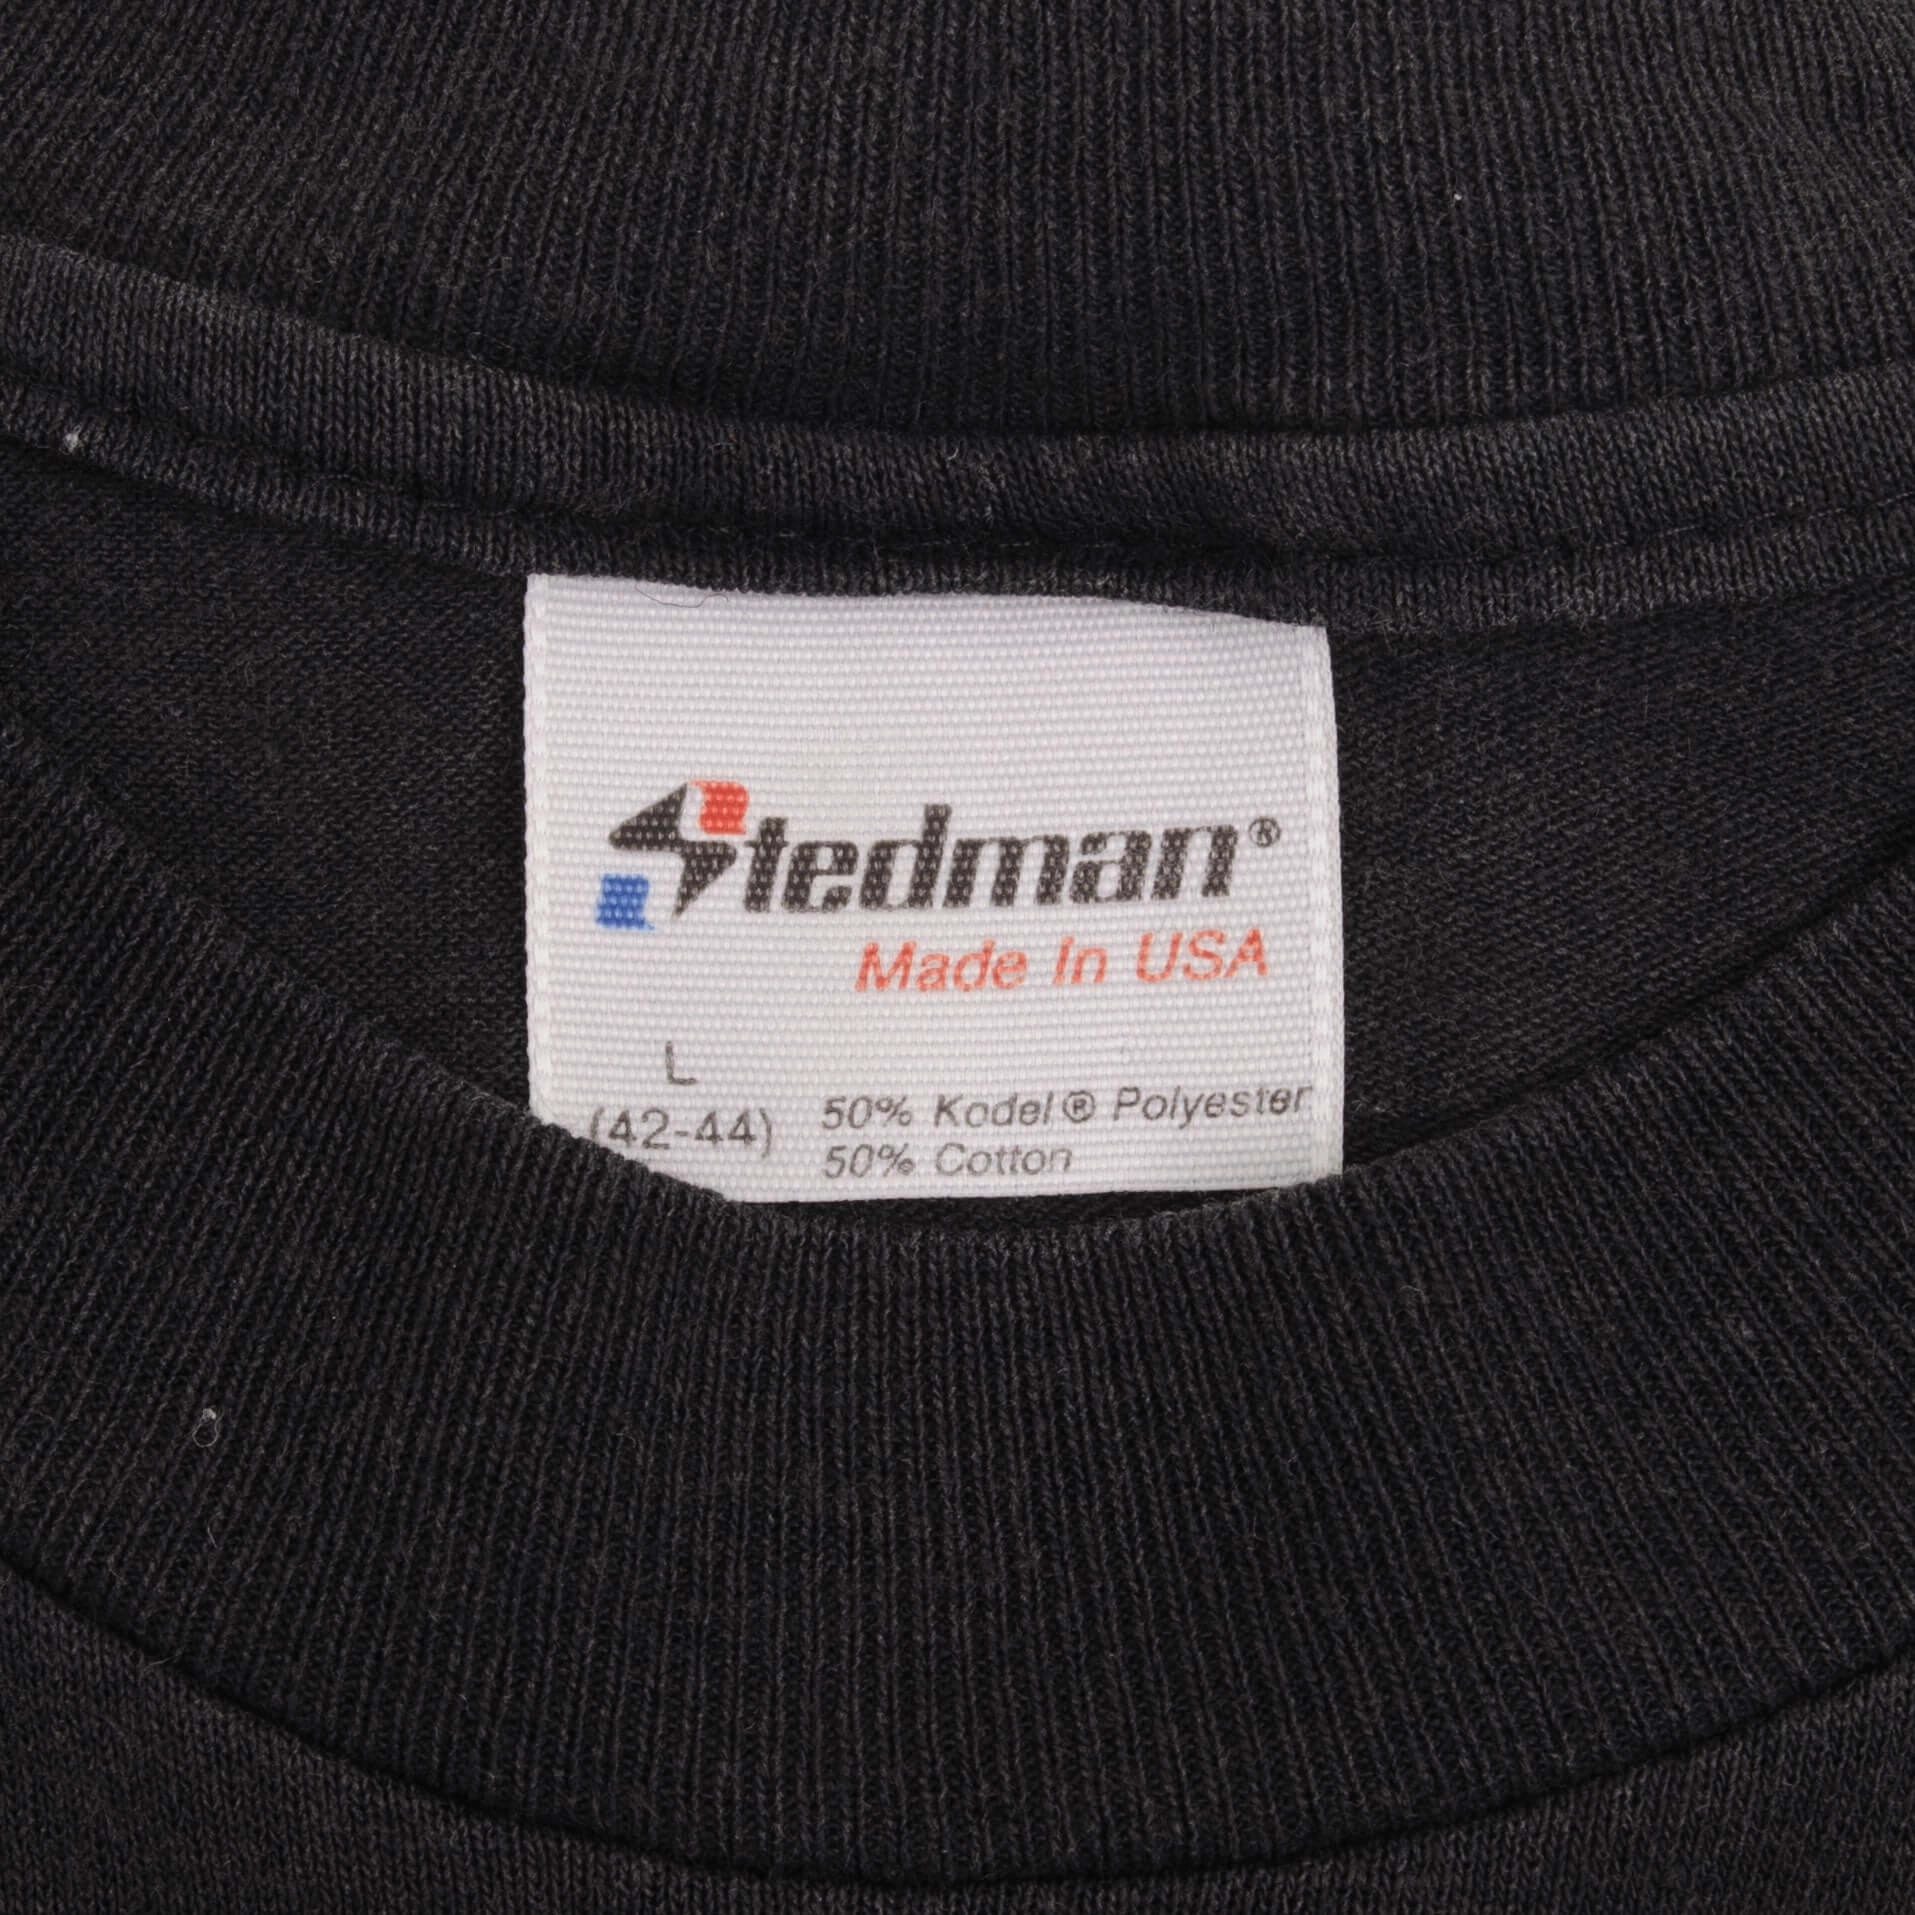 Stedman®
Made In USA
L
(42-44)
50% Kodel® Polyester
50% Cotton